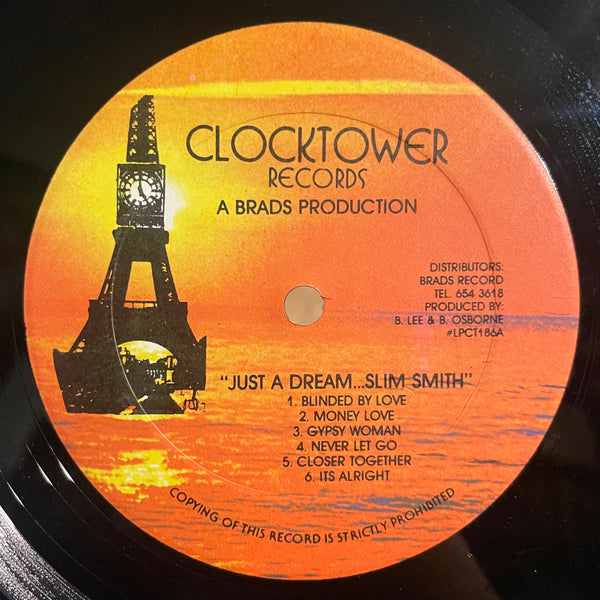 CLOCKTOWER
RECORDS
A BRADS PRODUCTION
DISTRIBUTORS:
BRADS RECORD
TEL. 654 3618
PRODUCED BY:
B. LEE & B. OSBORNE
#LPCT186A
"JUST A DREAM...SLIM SMITH"
1. BLINDED BY LOVE
2. MONEY LOVE
3. GYPSY WOMAN
4. NEVER LET GO
5. CLOSER TOGETHER
6. ITS ALRIGHT
COPYING OF THIS RECORD IS STRICTLY PROHIBITED